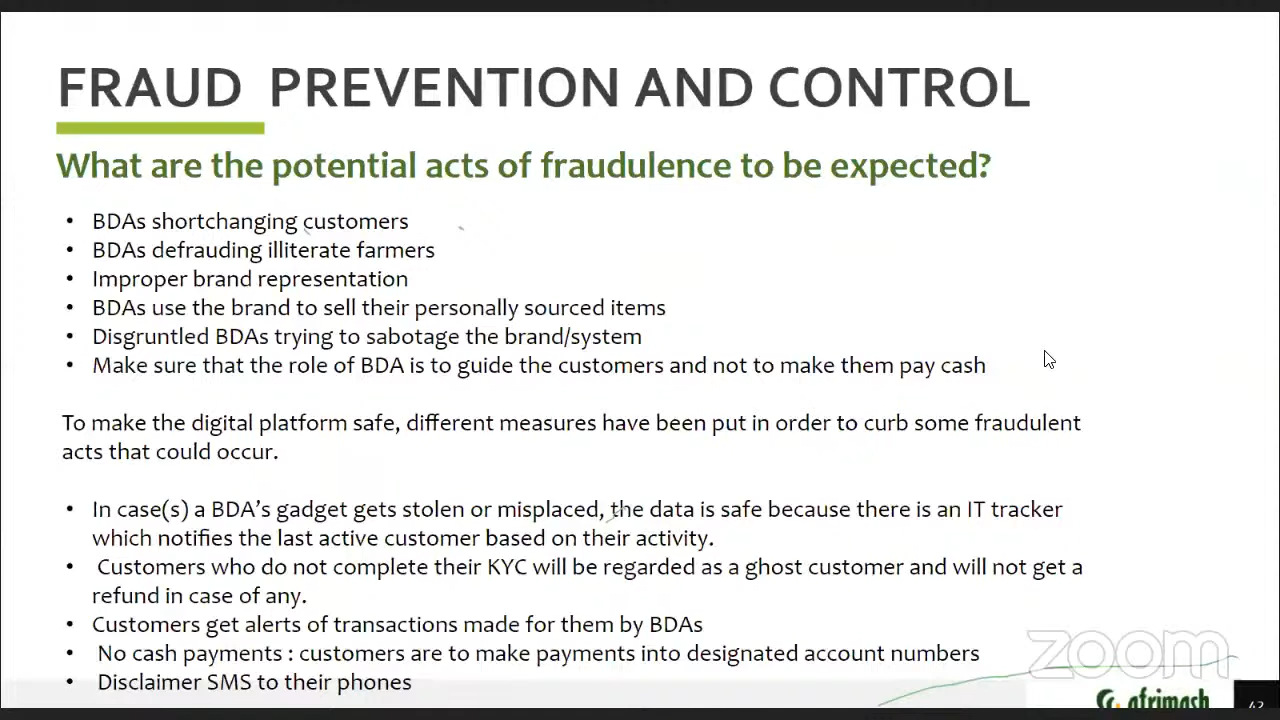 FRAUD PREVENTION AND CONTROL
What are the potential acts of fraudulence to be expected?
• BDAs shortchanging customers
• BDAs defrauding illiterate farmers
• Improper brand representation
• BDAs use the brand to sell their personally sourced items
• Disgruntled BDAs trying to sabotage the brand/system
• Make sure that the role of BDA is to guide the customers and not to make them pay cash
To make the digital platform safe, different measures have been put in order to curb some fraudulent
acts that could occur.
• In case(s) a BDA’s gadget gets stolen or misplaced, the data is safe because there is an IT tracker
which notifies the last active customer based on their activity.
• Customers who do not complete their KYC will be regarded as a ghost customer and will not get a
refund in case of any.
• Customers get alerts of transactions made for them by BDAs
• No cash payments : customers are to make payments into designated account numbers
• Disclaimer SMS to their phones
zoom
afrimash